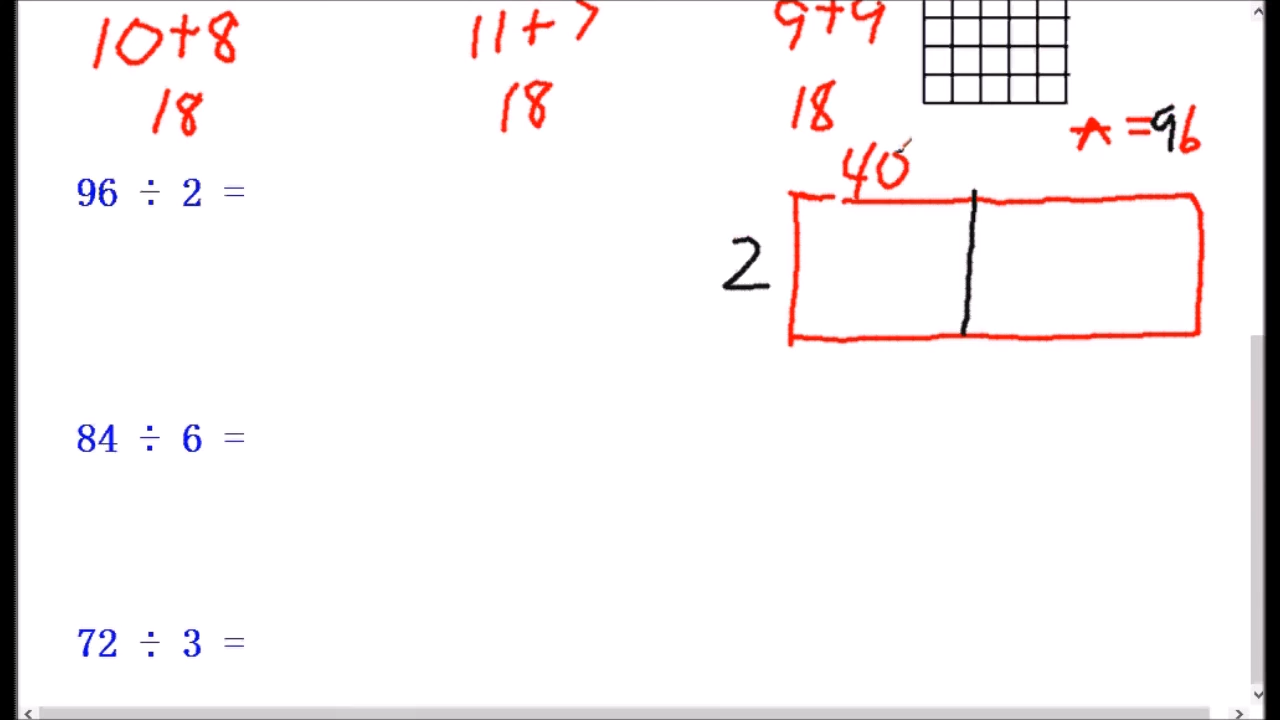 10+8
11+7
9+9
18
18
18
A=96
40
96 ÷ 2 =
2
84 ÷ 6 =
72 ÷ 3 =